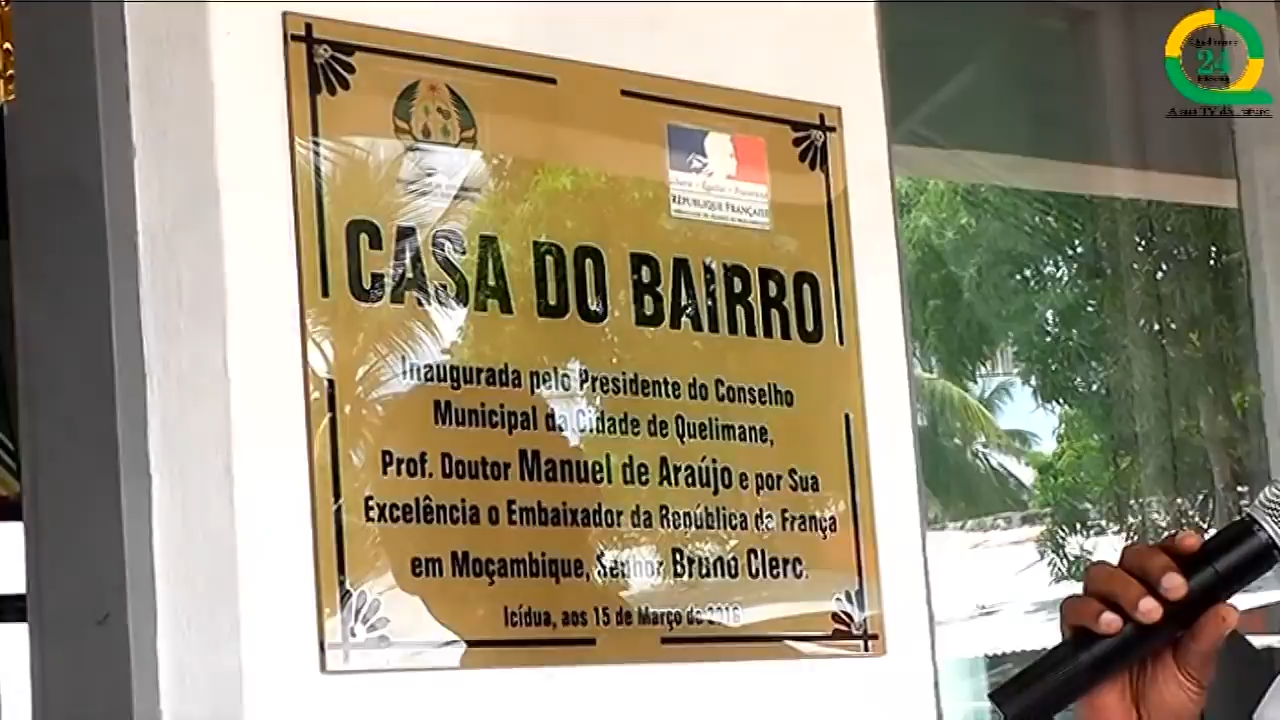 24
RÉPUBLIQUE FRANÇAISE
CASA DO BAIRRO
Inaugurada pelo Presidente do Conselho
Municipal da Cidade de Quelimane,
Prof. Doutor Manuel de Araújo e por Sua
Excelência o Embaixador da República da França
em Moçambique, Senhor Bruno Clerc.
Icídua, aos 15 de Março de